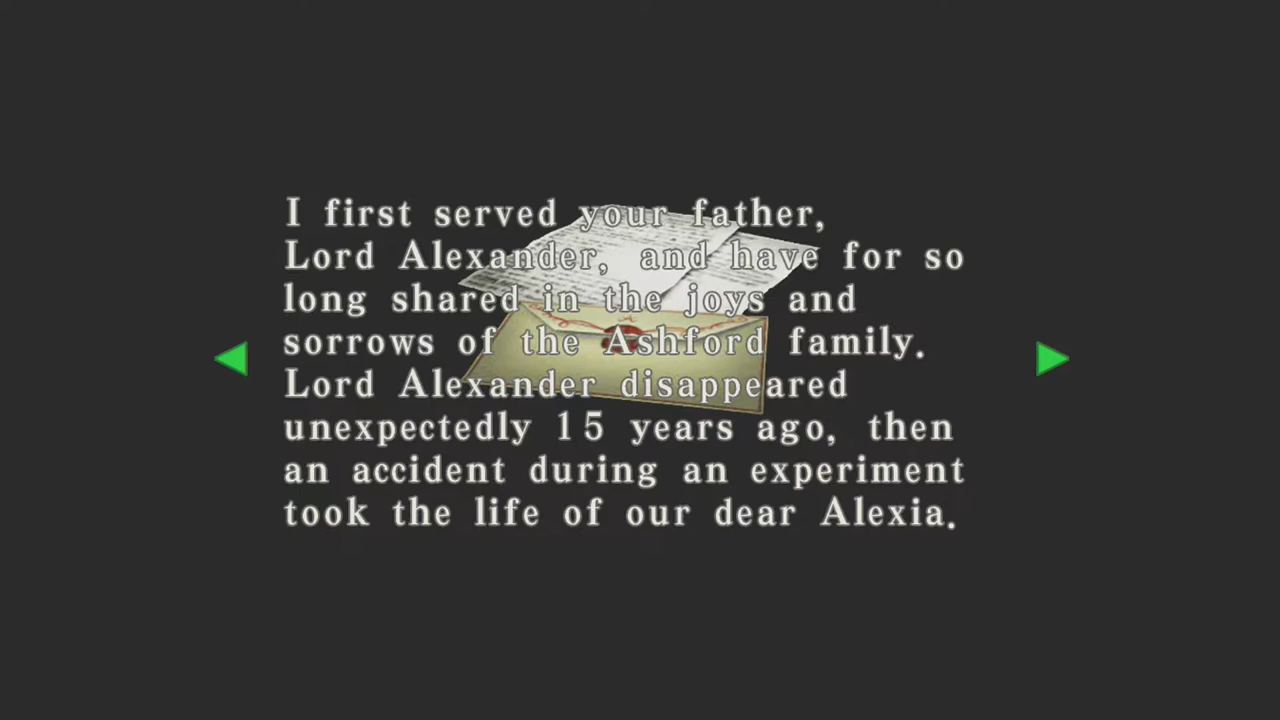 I first served your father,
Lord Alexander, and have for so
long shared in the joys and
sorrows of the Ashford family.
Lord Alexander disappeared
unexpectedly 15 years ago, then
an accident during an experiment
took the life of our dear Alexia.